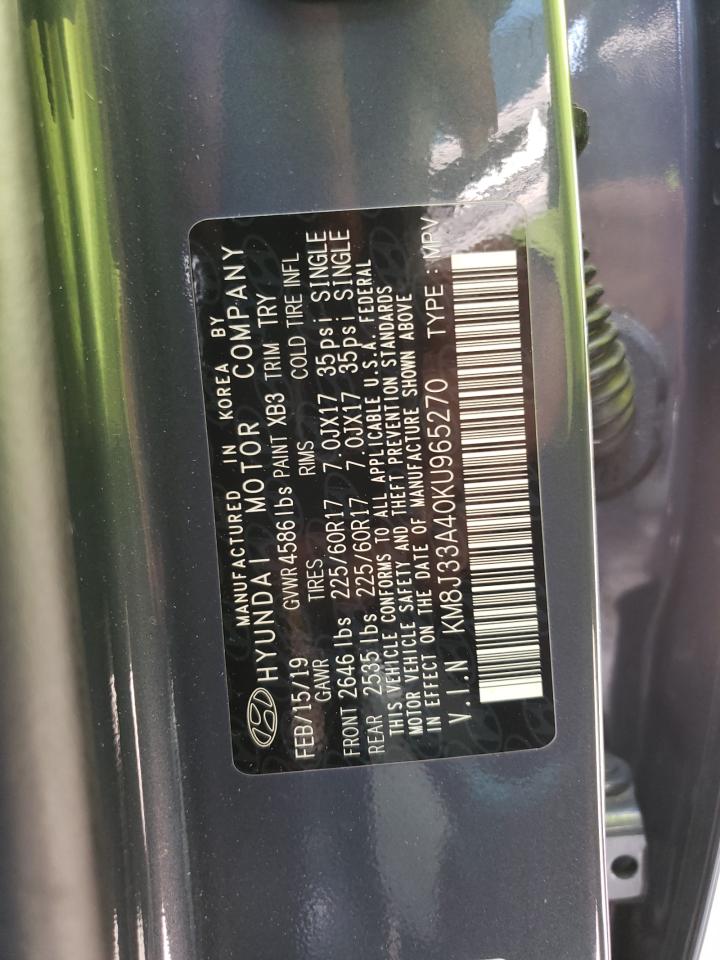 MANUFACTURED IN KOREA BY
HYUNDAI MOTOR COMPANY
FEB/15/19 GVWR 4586 lbs PAINT XB3 TRIM TRY
GAWR TIRES RIMS COLD TIRE INFL
FRONT 2646 lbs 225/60R17 7.0JX17 35psi SINGLE
REAR 2535 lbs 225/60R17 7.0JX17 35psi SINGLE
THIS VEHICLE CONFORMS TO ALL APPLICABLE U.S.A. FEDERAL
MOTOR VEHICLE SAFETY AND THEFT PREVENTION STANDARDS
IN EFFECT ON THE DATE OF MANUFACTURE SHOWN ABOVE
V.I.N KM8J33A40KU965270 TYPE : MPV